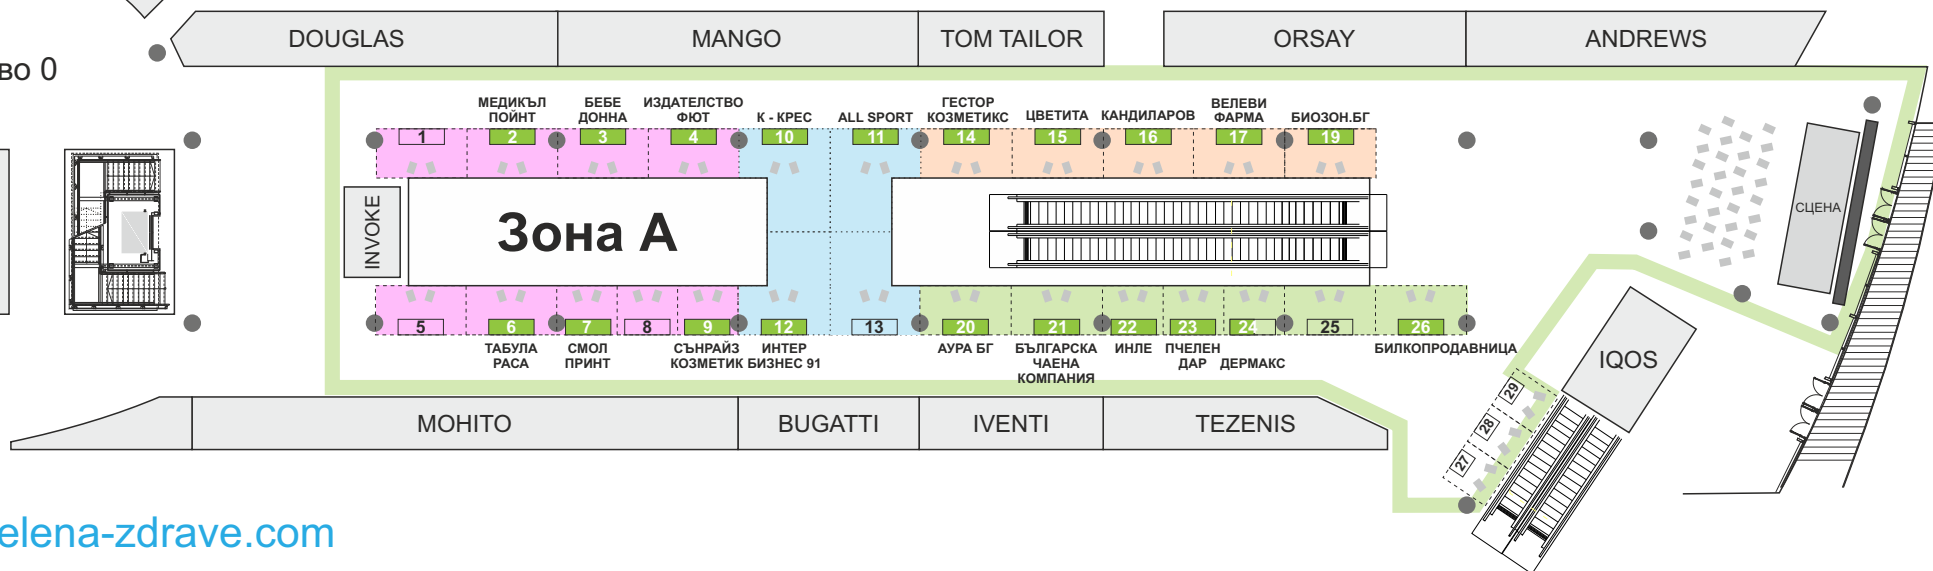 DOUGLAS
MANGO
TOM TAILOR
ORSAY
ANDREWS
во 0
МЕДИКЪЛ
ПОЙНТ
БЕБЕ
ДОННА
ИЗДАТЕЛСТВО
ФЮТ
К - КРЕС
ALL SPORT
ГЕСТОР
КОЗМЕТИКС
ЦВЕТИТА
КАНДИЛАРОВ
ВЕЛЕВИ
ФАРМА
БИОЗОН.БГ
1
2
3
4
10
11
14
15
16
17
19
INVOKE
Зона А
СЦЕНА
5
6
7
8
9
12
13
20
21
22
23
24
25
26
ТАБУЛА
РАСА
СМОЛ
ПРИНТ
СЪНРАЙЗ
КОЗМЕТИК
ИНТЕР
БИЗНЕС 91
АУРА БГ
БЪЛГАРСКА
ЧАЕНА
КОМПАНИЯ
ИНЛЕ
ПЧЕЛЕН
ДАР
ДЕРМАКС
БИЛКОПРОДАВНИЦА
IQOS
29
28
27
MOHITO
BUGATTI
IVENTI
TEZENIS
elena-zdrave.com